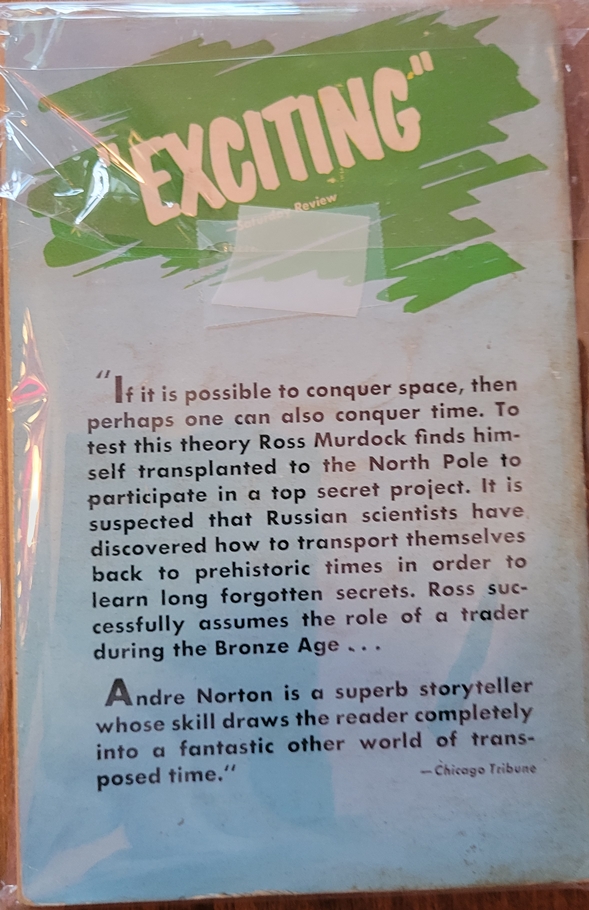 "EXCITING"
Saturday Review
"If it is possible to conquer space, then
perhaps one can also conquer time. To
test this theory Ross Murdock finds him-
self transplanted to the North Pole to
participate in a top secret project. It is
suspected that Russian scientists have
discovered how to transport themselves
back to prehistoric times in order to
learn long forgotten secrets. Ross suc-
cessfully assumes the role of a trader
during the Bronze Age . . .
Andre Norton is a superb storyteller
whose skill draws the reader completely
into a fantastic other world of trans-
posed time."
—Chicago Tribune